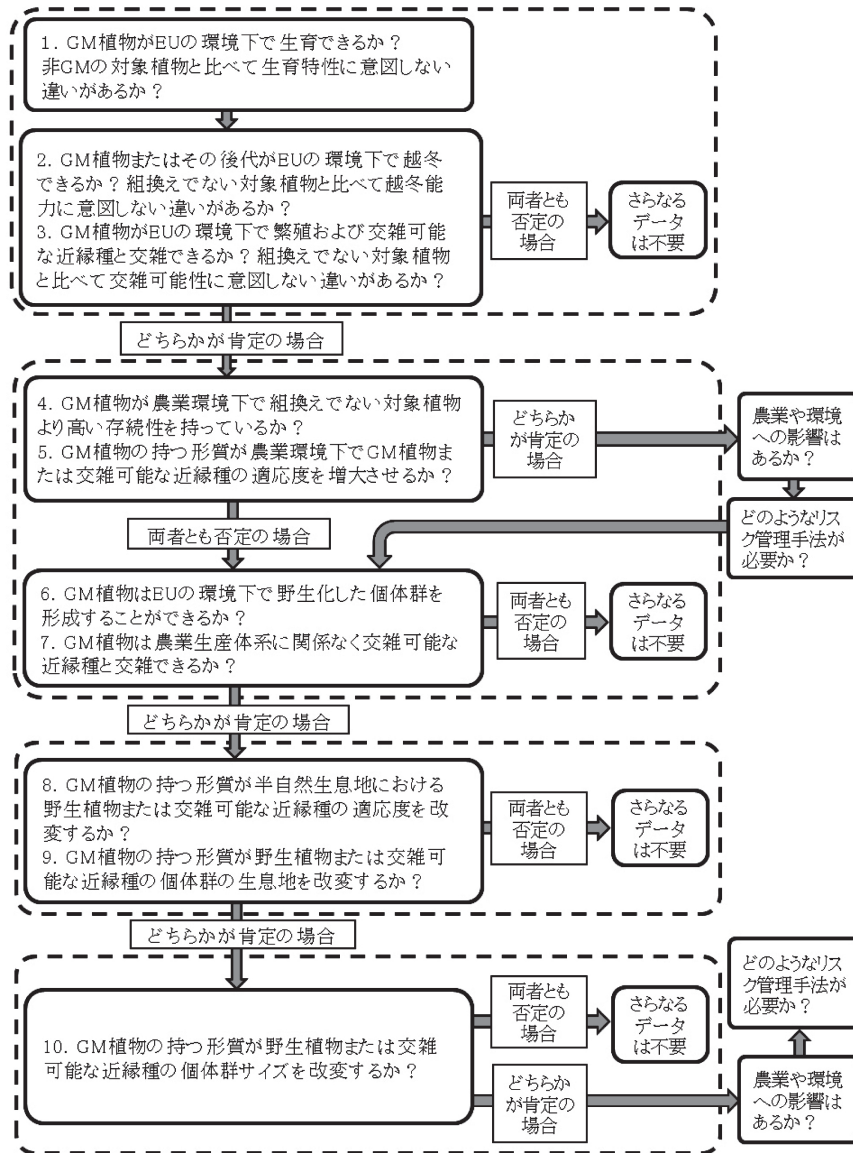 1. GM植物がEUの環境下で生育できるか?
非GMの対象植物と比べて生育特性に意図しない
違いがあるか?
2. GM植物またはその後代がEUの環境下で越冬
できるか?組換えでない対象植物と比べて越冬能
力に意図しない違いがあるか?
3. GM植物がEUの環境下で繁殖および交雑可能
な近縁種と交雑できるか?組換えでない対象植物
と比べて交雑可能性に意図しない違いがあるか?
両者とも
否定の
場合
さらなる
データ
は不要
どちらかが肯定の場合
4. GM植物が農業環境下で組換えでない対象植物
より高い存続性を持っているか?
5. GM植物の持つ形質が農業環境下でGM植物ま
たは交雑可能な近縁種の適応度を増大させるか?
どちらか
が肯定の
場合
農業や環境
への影響は
あるか?
どのようなリス
ク管理手法が
必要か?
両者とも否定の場合
6. GM植物はEUの環境下で野生化した個体群を
形成することができるか?
7. GM植物は農業生産体系に関係なく交雑可能な
近縁種と交雑できるか?
両者とも
否定の
場合
さらなる
データ
は不要
どちらかが肯定の場合
8. GM植物の持つ形質が半自然生息地における
野生植物または交雑可能な近縁種の適応度を改
変するか?
9. GM植物の持つ形質が野生植物または交雑可
能な近縁種の個体群の生息地を改変するか?
両者とも
否定の
場合
さらなる
データ
は不要
どちらかが肯定の場合
10. GM植物の持つ形質が野生植物または交雑
可能な近縁種の個体群サイズを改変するか?
両者とも
否定の
場合
さらなる
データ
は不要
どちらか
が肯定の
場合
どのようなリス
ク管理手法が
必要か?
農業や環境
への影響は
あるか?